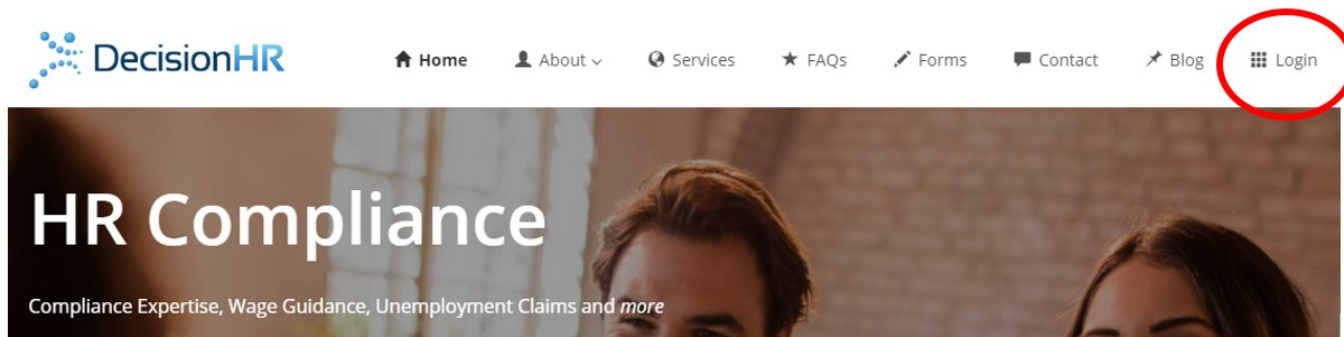 DecisionHR
Home About Services FAQs Forms Contact Blog Login
HR Compliance
Compliance Expertise, Wage Guidance, Unemployment Claims and more